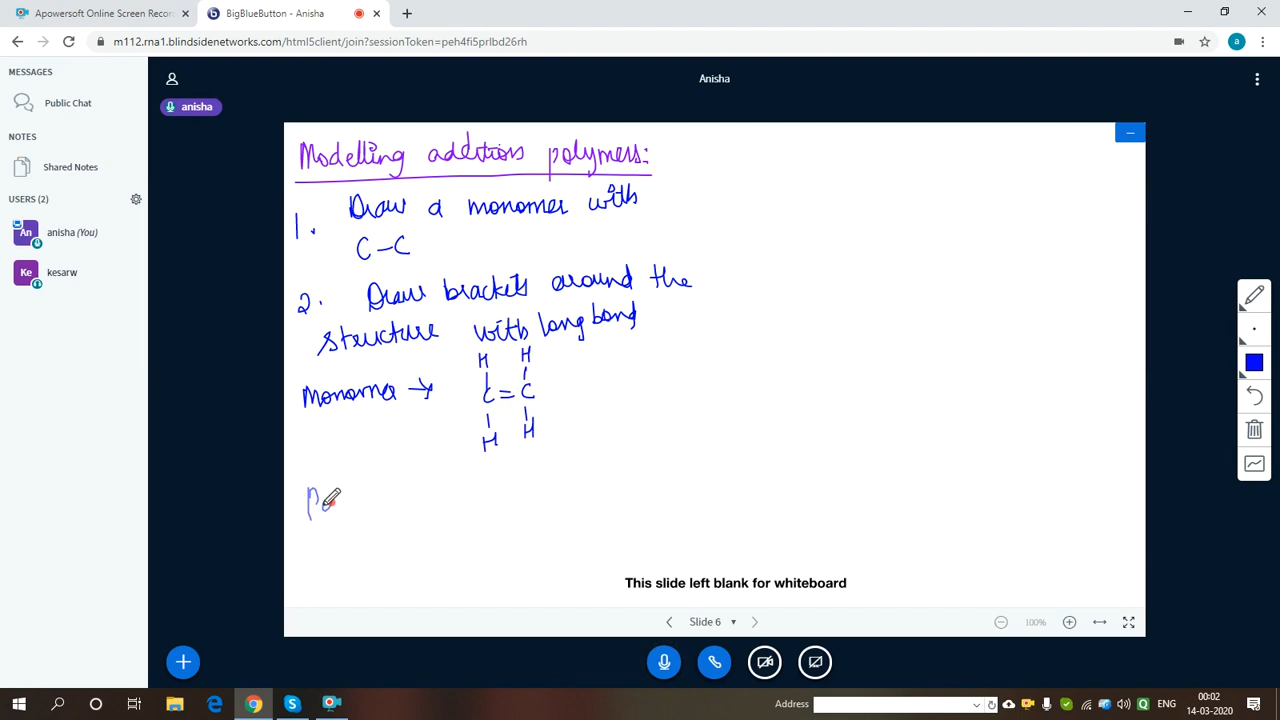 Apowersoft Online Screen Recor
BigBlueButton - Anisha
m112.rna1.blindsidenetworks.com/html5client/join?sessionToken=peh4fi5prlbd26rh
a
MESSAGES
Public Chat
NOTES
Shared Notes
USERS (2)
An anisha (You)
Ke kesarw
Anisha
anisha
Modelling addition polymers:
1. Draw a monomer with
C-C
2. Draw brackets around the
structure with long bond
H H
Monomer → C=C
H H
Po
This slide left blank for whiteboard
Slide 6
100%
Address
ENG
00:02
14-03-2020